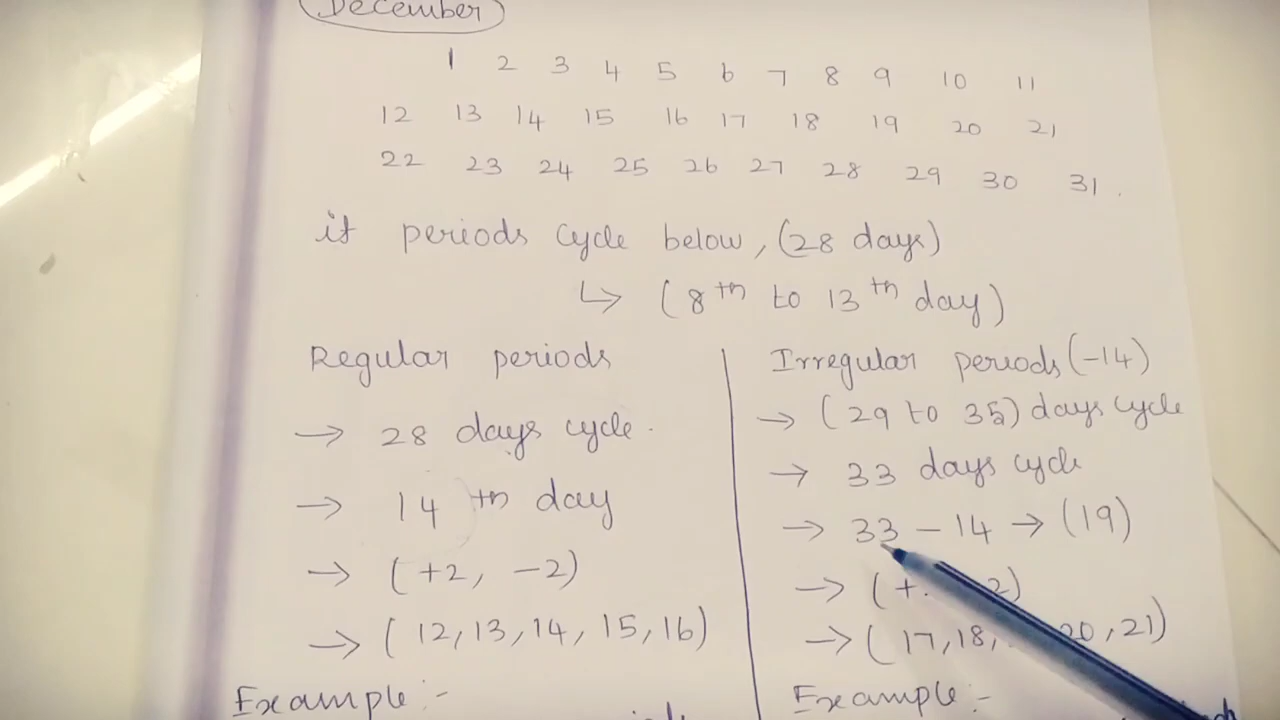 December
1 2 3 4 5 6 7 8 9 10 11
12 13 14 15 16 17 18 19 20 21
22 23 24 25 26 27 28 29 30 31
if periods cycle below, (28 days)
↳ (8th to 13th day)
Regular periods
→ 28 days cycle.
→ 14th day
→ (+2, -2)
→ (12, 13, 14, 15, 16)
Example:-
Irregular periods (-14)
→ (29 to 35) days cycle
→ 33 days cycle
→ 33 - 14 → (19)
→ (+ 2)
→ (17, 18, 20, 21)
Example:-